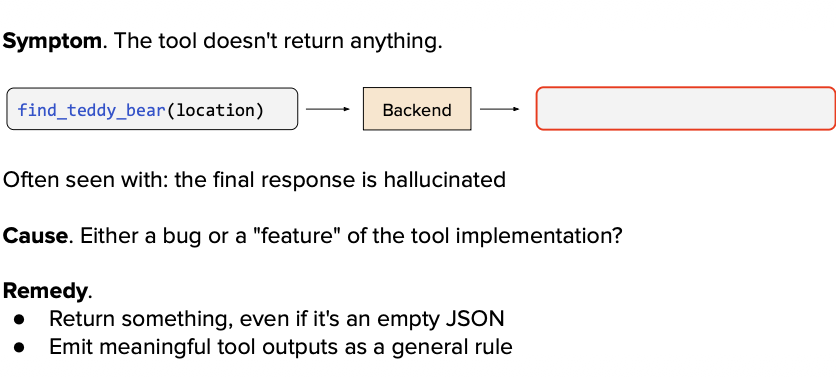 Symptom. The tool doesn't return anything.
find_teddy_bear(location)
Backend
Often seen with: the final response is hallucinated
Cause. Either a bug or a "feature" of the tool implementation?
Remedy.
● Return something, even if it's an empty JSON
● Emit meaningful tool outputs as a general rule